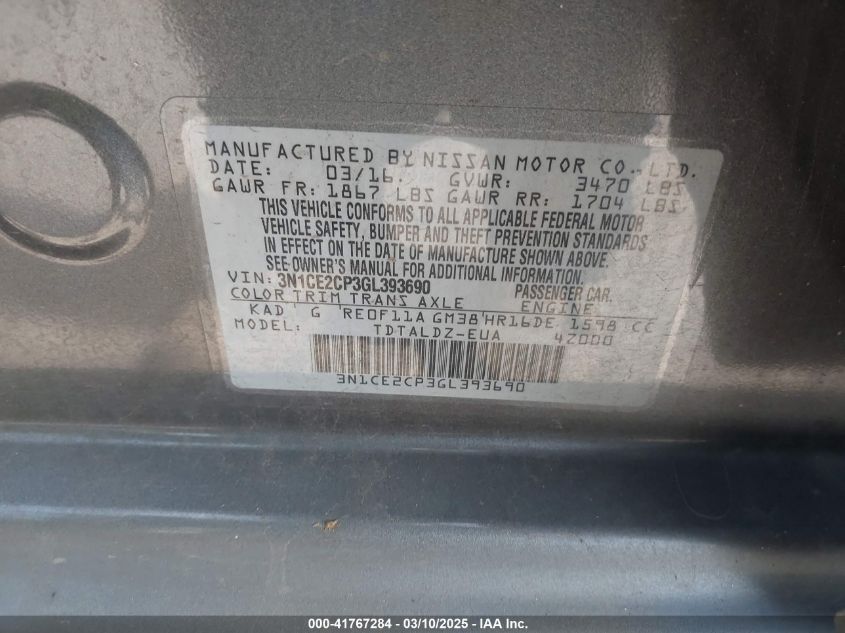 MANUFACTURED BY NISSAN MOTOR CO., LTD.
DATE: 03/16. GVWR: 3470 LBS
GAWR FR: 1867 LBS GAWR RR: 1704 LBS
THIS VEHICLE CONFORMS TO ALL APPLICABLE FEDERAL MOTOR
VEHICLE SAFETY, BUMPER AND THEFT PREVENTION STANDARDS
IN EFFECT ON THE DATE OF MANUFACTURE SHOWN ABOVE.
SEE OWNER'S MANUAL FOR ADDITIONAL INFORMATION.
VIN: 3N1CE2CP3GL393690 PASSENGER CAR.
COLOR TRIM TRANS AXLE ENGINE
KAD G RE0F11A GM38 HR16DE 1598 CC
MODEL: TDTALDZ-EUA 4Z000
3N1CE2CP3GL393690
000-41767284 - 03/10/2025 - IAA Inc.